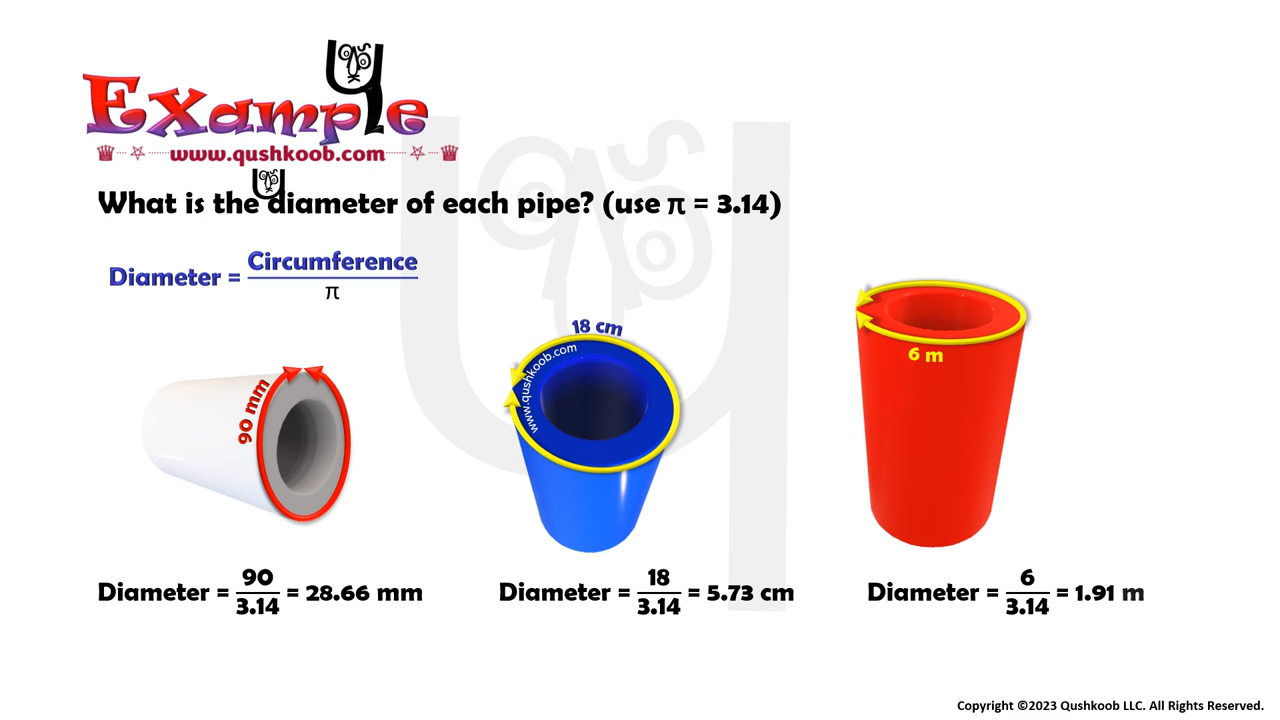 Example
www.qushkoob.com
What is the diameter of each pipe? (use π = 3.14)
Diameter = Circumference
π
18 cm
www.qushkoob.com
90 mm
6 m
Diameter = 90 / 3.14 = 28.66 mm
Diameter = 18 / 3.14 = 5.73 cm
Diameter = 6 / 3.14 = 1.91 m
Copyright ©2023 Qushkoob LLC. All Rights Reserved.